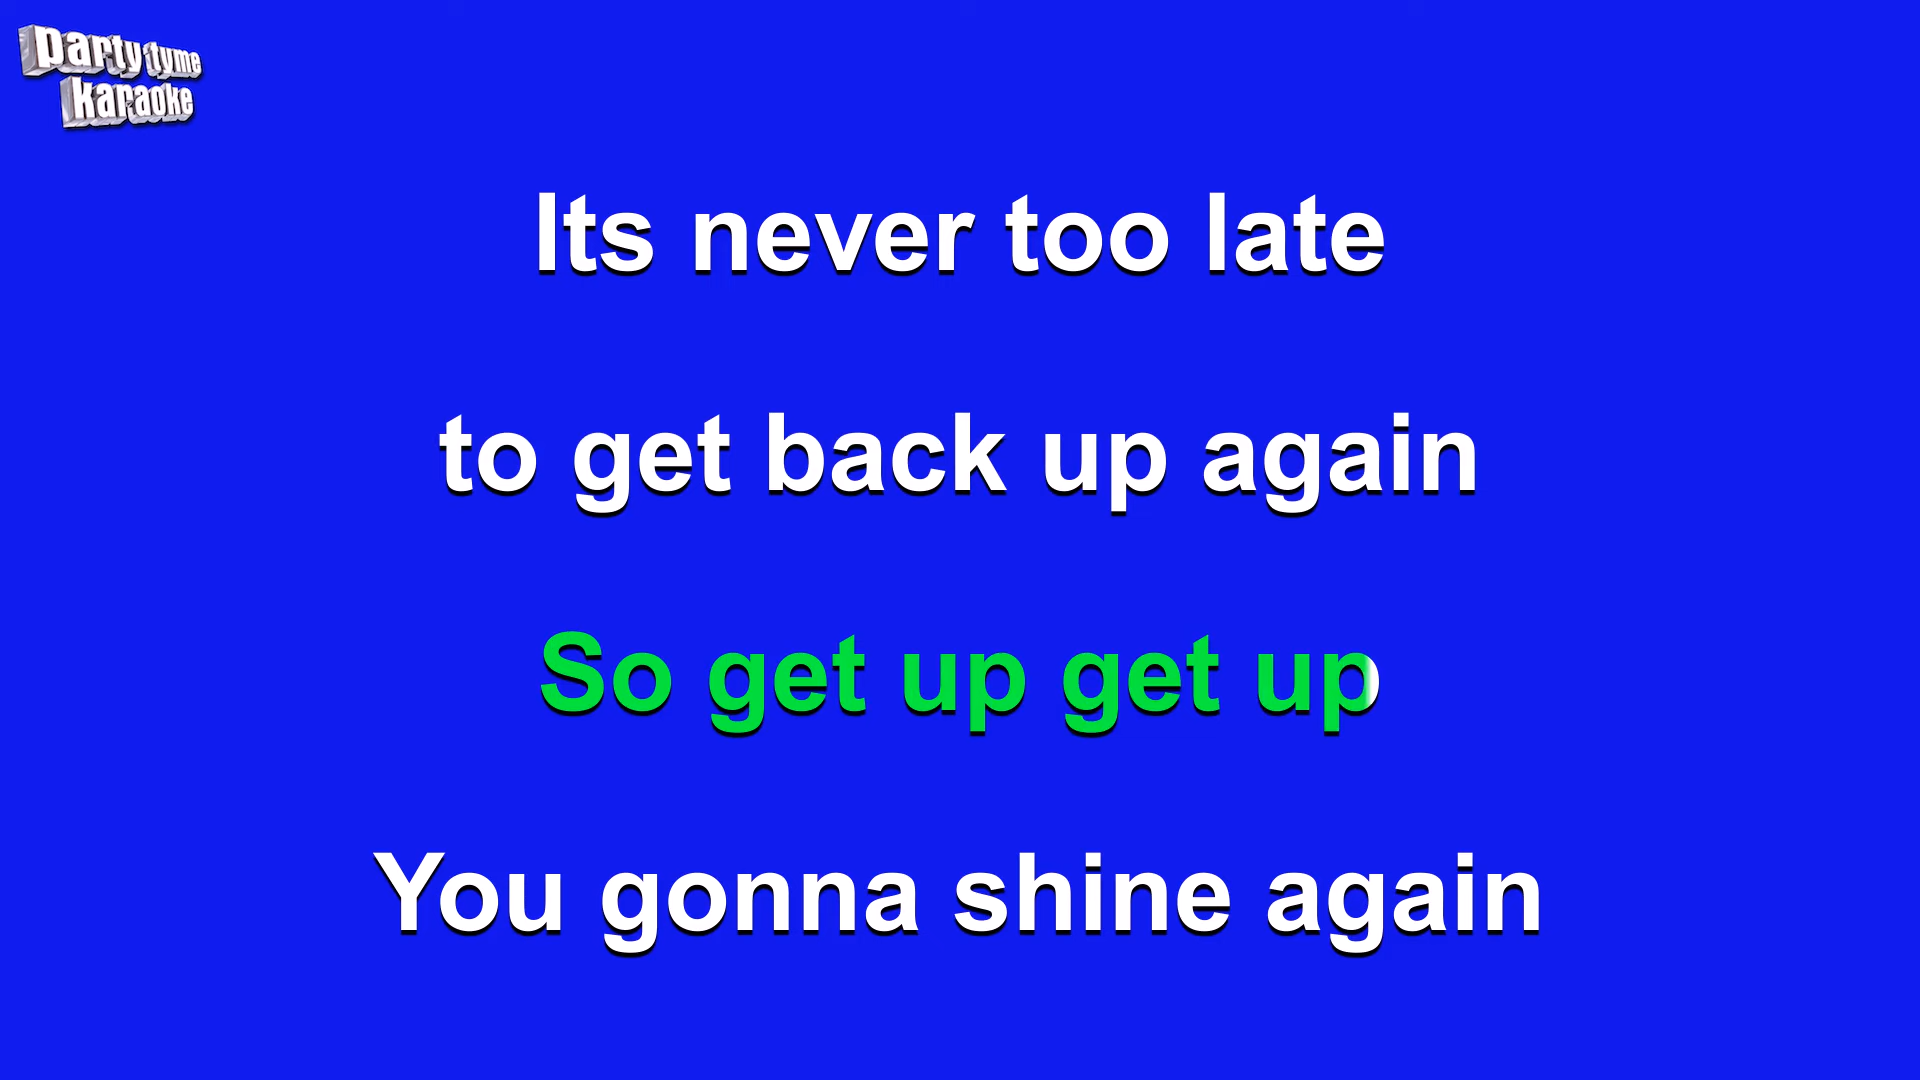 party tyme
karaoke
Its never too late
to get back up again
So get up get up
You gonna shine again